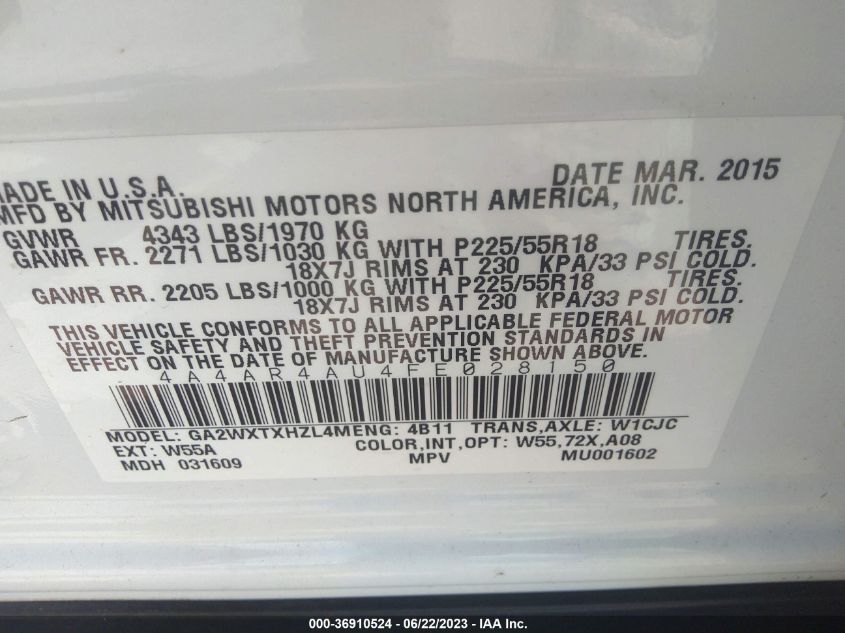 MADE IN U.S.A. DATE MAR. 2015
MFD BY MITSUBISHI MOTORS NORTH AMERICA, INC.
GVWR 4343 LBS/1970 KG
GAWR FR. 2271 LBS/1030 KG WITH P225/55R18 TIRES.
18X7J RIMS AT 230 KPA/33 PSI COLD.
GAWR RR. 2205 LBS/1000 KG WITH P225/55R18 TIRES.
18X7J RIMS AT 230 KPA/33 PSI COLD.
THIS VEHICLE CONFORMS TO ALL APPLICABLE FEDERAL MOTOR
VEHICLE SAFETY AND THEFT PREVENTION STANDARDS IN
EFFECT ON THE DATE OF MANUFACTURE SHOWN ABOVE.
4A4AR4AU4FE028150
MODEL: GA2WXTXHZL4MENG: 4B11 TRANS,AXLE: W1CJC
EXT: W55A COLOR,INT,OPT: W55,72X,A08
MDH 031609 MPV MU001602
000-36910524 - 06/22/2023 - IAA Inc.